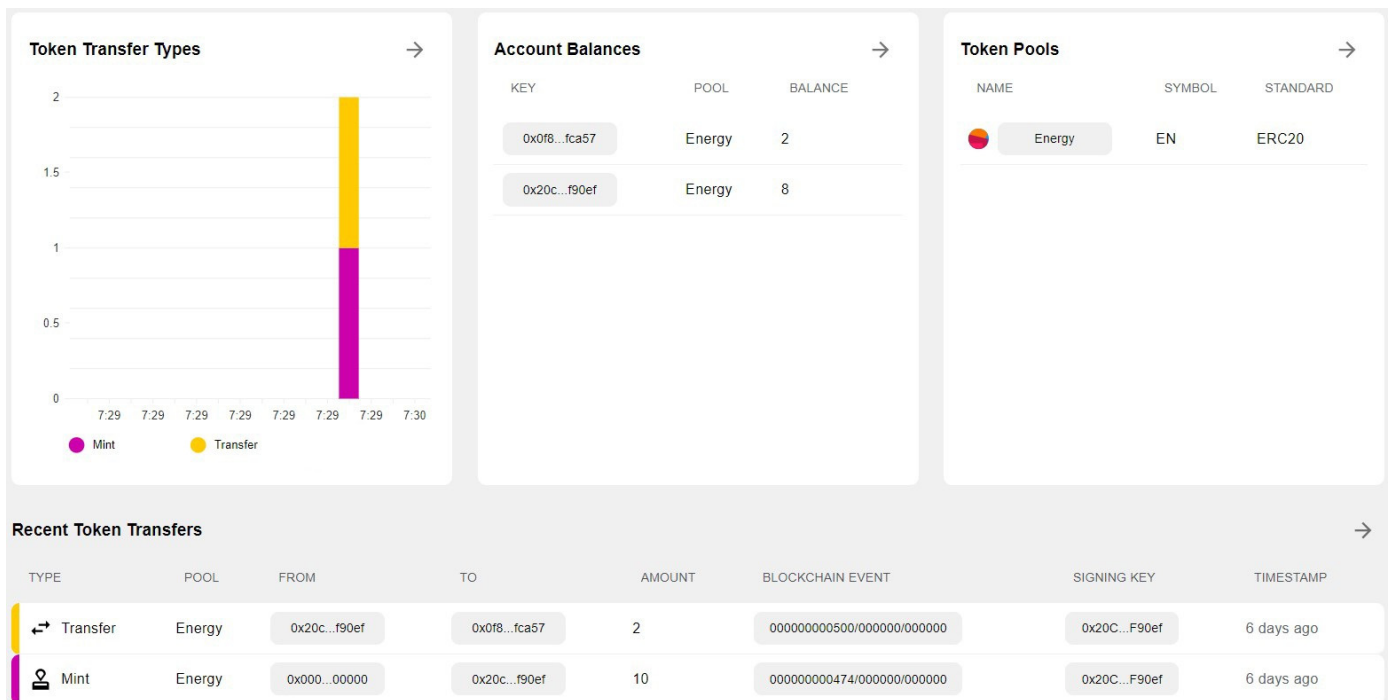 Token Transfer Types
2
1.5
1
0.5
0
7:29 7:29 7:29 7:29 7:29 7:29 7:29 7:30
Mint Transfer
Account Balances
KEY POOL BALANCE
0x0f8...fca57 Energy 2
0x20c...f90ef Energy 8
Token Pools
NAME SYMBOL STANDARD
Energy EN ERC20
Recent Token Transfers
TYPE POOL FROM TO AMOUNT BLOCKCHAIN EVENT SIGNING KEY TIMESTAMP
Transfer Energy 0x20c...f90ef 0x0f8...fca57 2 000000000500/000000/000000 0x20C...F90ef 6 days ago
Mint Energy 0x000...00000 0x20c...f90ef 10 000000000474/000000/000000 0x20C...F90ef 6 days ago